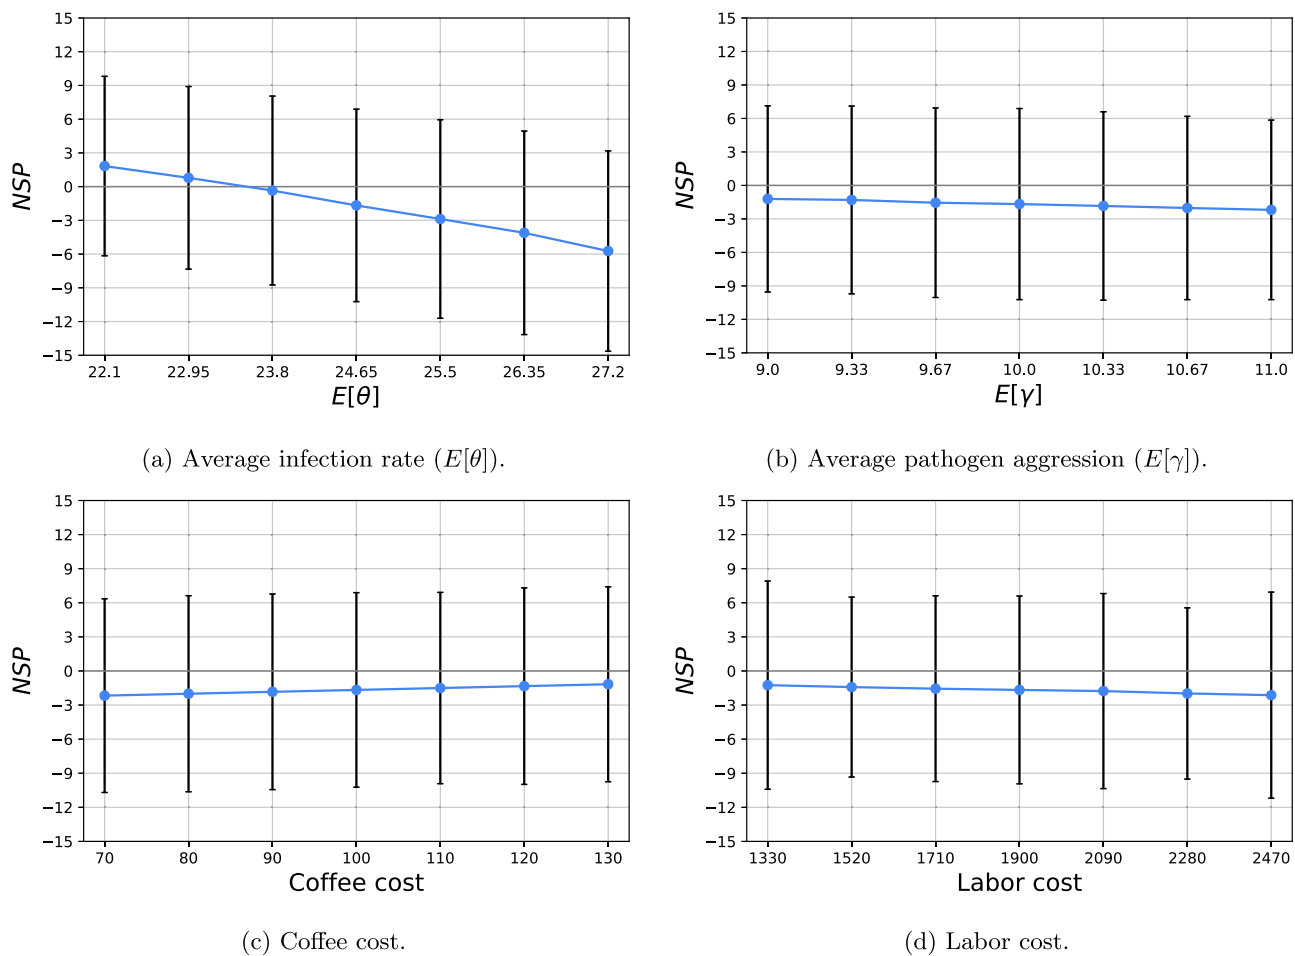 15
12
9
6
3
0
−3
−6
−9
−12
−15
NSP
22.1 22.95 23.8 24.65 25.5 26.35 27.2
E[θ]
(a) Average infection rate (E[θ]).
15
12
9
6
3
0
−3
−6
−9
−12
−15
NSP
9.0 9.33 9.67 10.0 10.33 10.67 11.0
E[γ]
(b) Average pathogen aggression (E[γ]).
15
12
9
6
3
0
−3
−6
−9
−12
−15
NSP
70 80 90 100 110 120 130
Coffee cost
(c) Coffee cost.
15
12
9
6
3
0
−3
−6
−9
−12
−15
NSP
1330 1520 1710 1900 2090 2280 2470
Labor cost
(d) Labor cost.